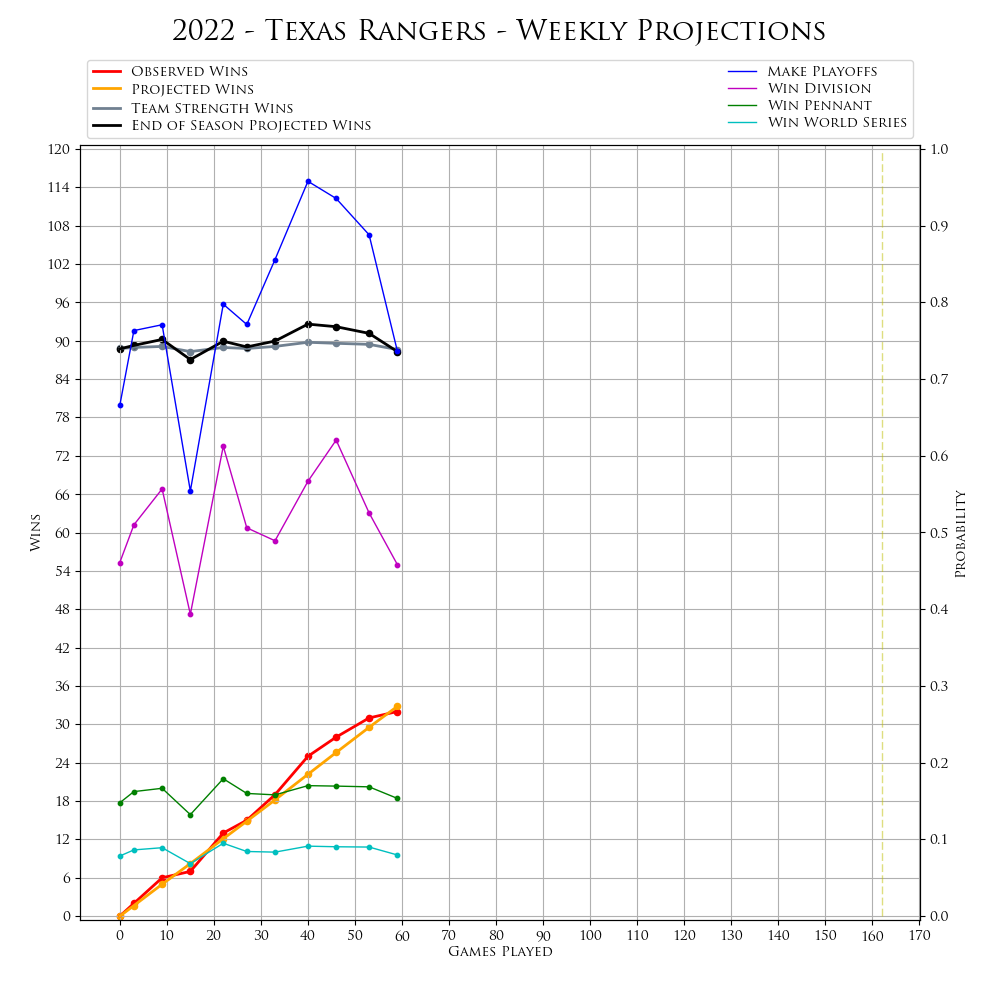 2022 - Texas Rangers - Weekly Projections
Observed Wins
Projected Wins
Team Strength Wins
End of Season Projected Wins
Make Playoffs
Win Division
Win Pennant
Win World Series
120
114
108
102
96
90
84
78
72
66
60
54
48
42
36
30
24
18
12
6
0
Wins
1.0
0.9
0.8
0.7
0.6
0.5
0.4
0.3
0.2
0.1
0.0
Probability
0 10 20 30 40 50 60 70 80 90 100 110 120 130 140 150 160 170
Games Played